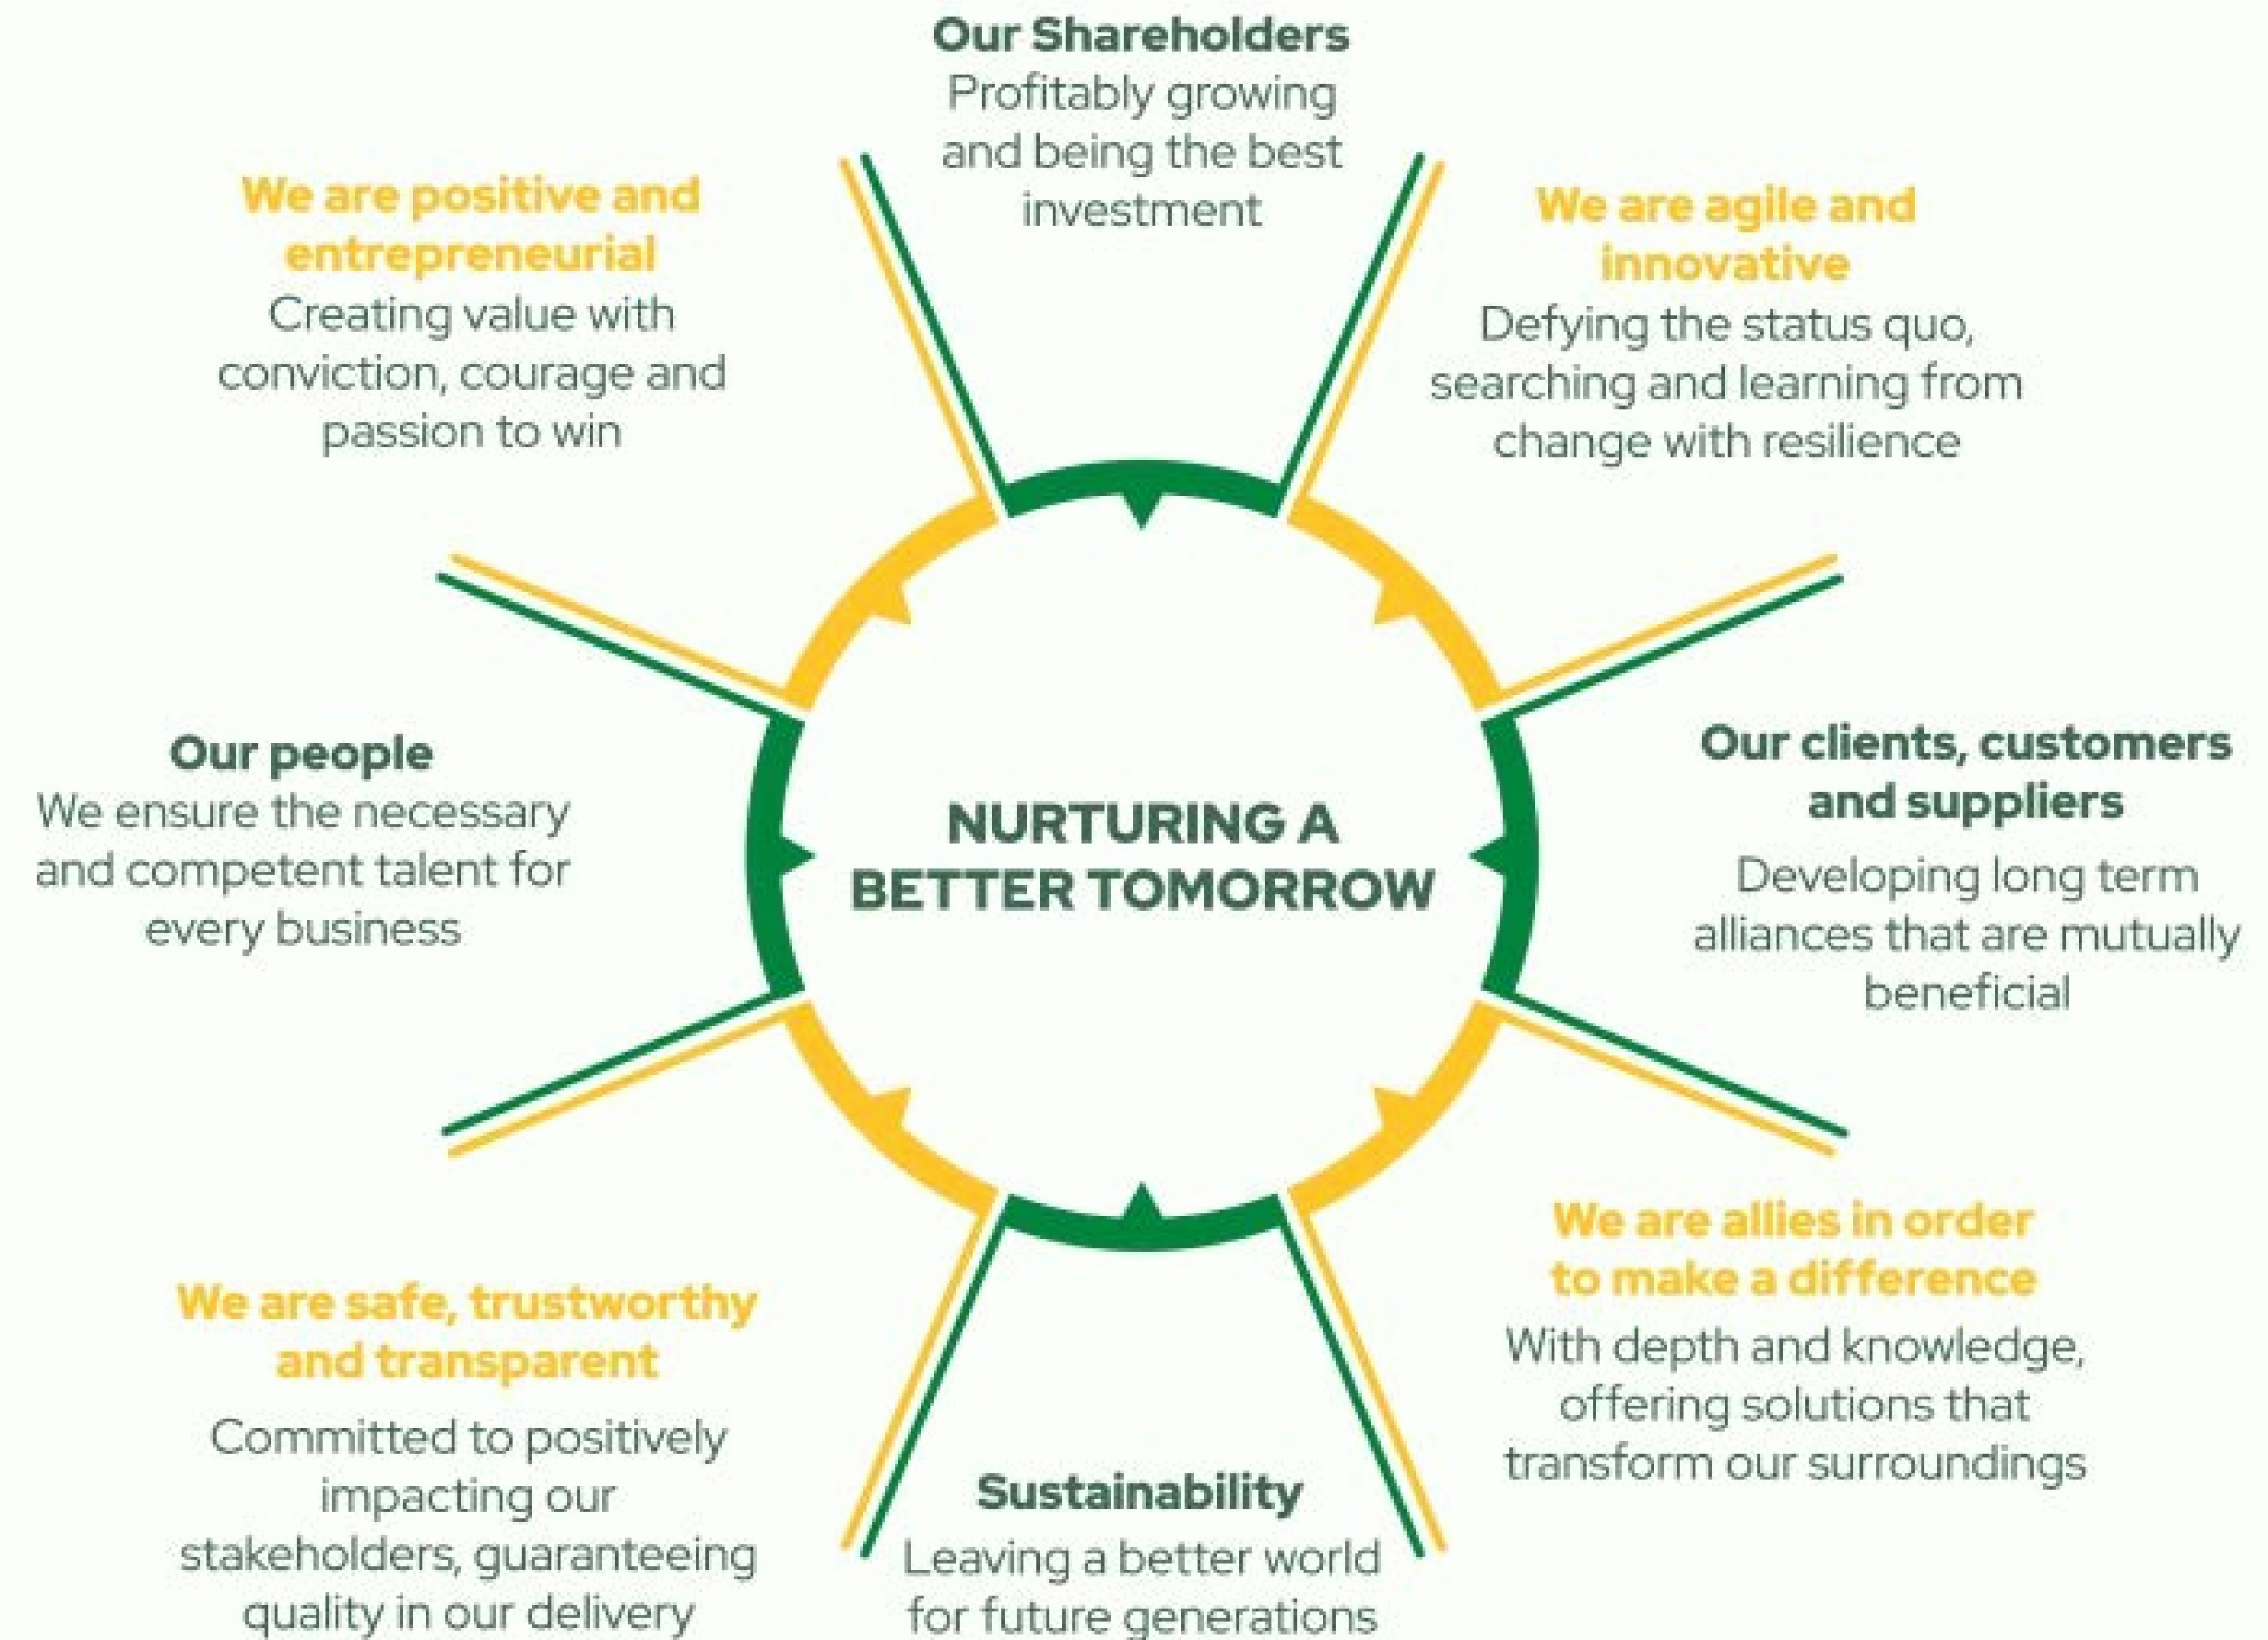 Our Shareholders
Profitably growing
and being the best
investment
We are positive and
entrepreneurial
Creating value with
conviction, courage and
passion to win
We are agile and
innovative
Defying the status quo,
searching and learning from
change with resilience
Our people
We ensure the necessary
and competent talent for
every business
NURTURING A
BETTER TOMORROW
Our clients, customers
and suppliers
Developing long term
alliances that are mutually
beneficial
We are safe, trustworthy
and transparent
Committed to positively
impacting our
stakeholders, guaranteeing
quality in our delivery
Sustainability
Leaving a better world
for future generations
We are allies in order
to make a difference
With depth and knowledge,
offering solutions that
transform our surroundings